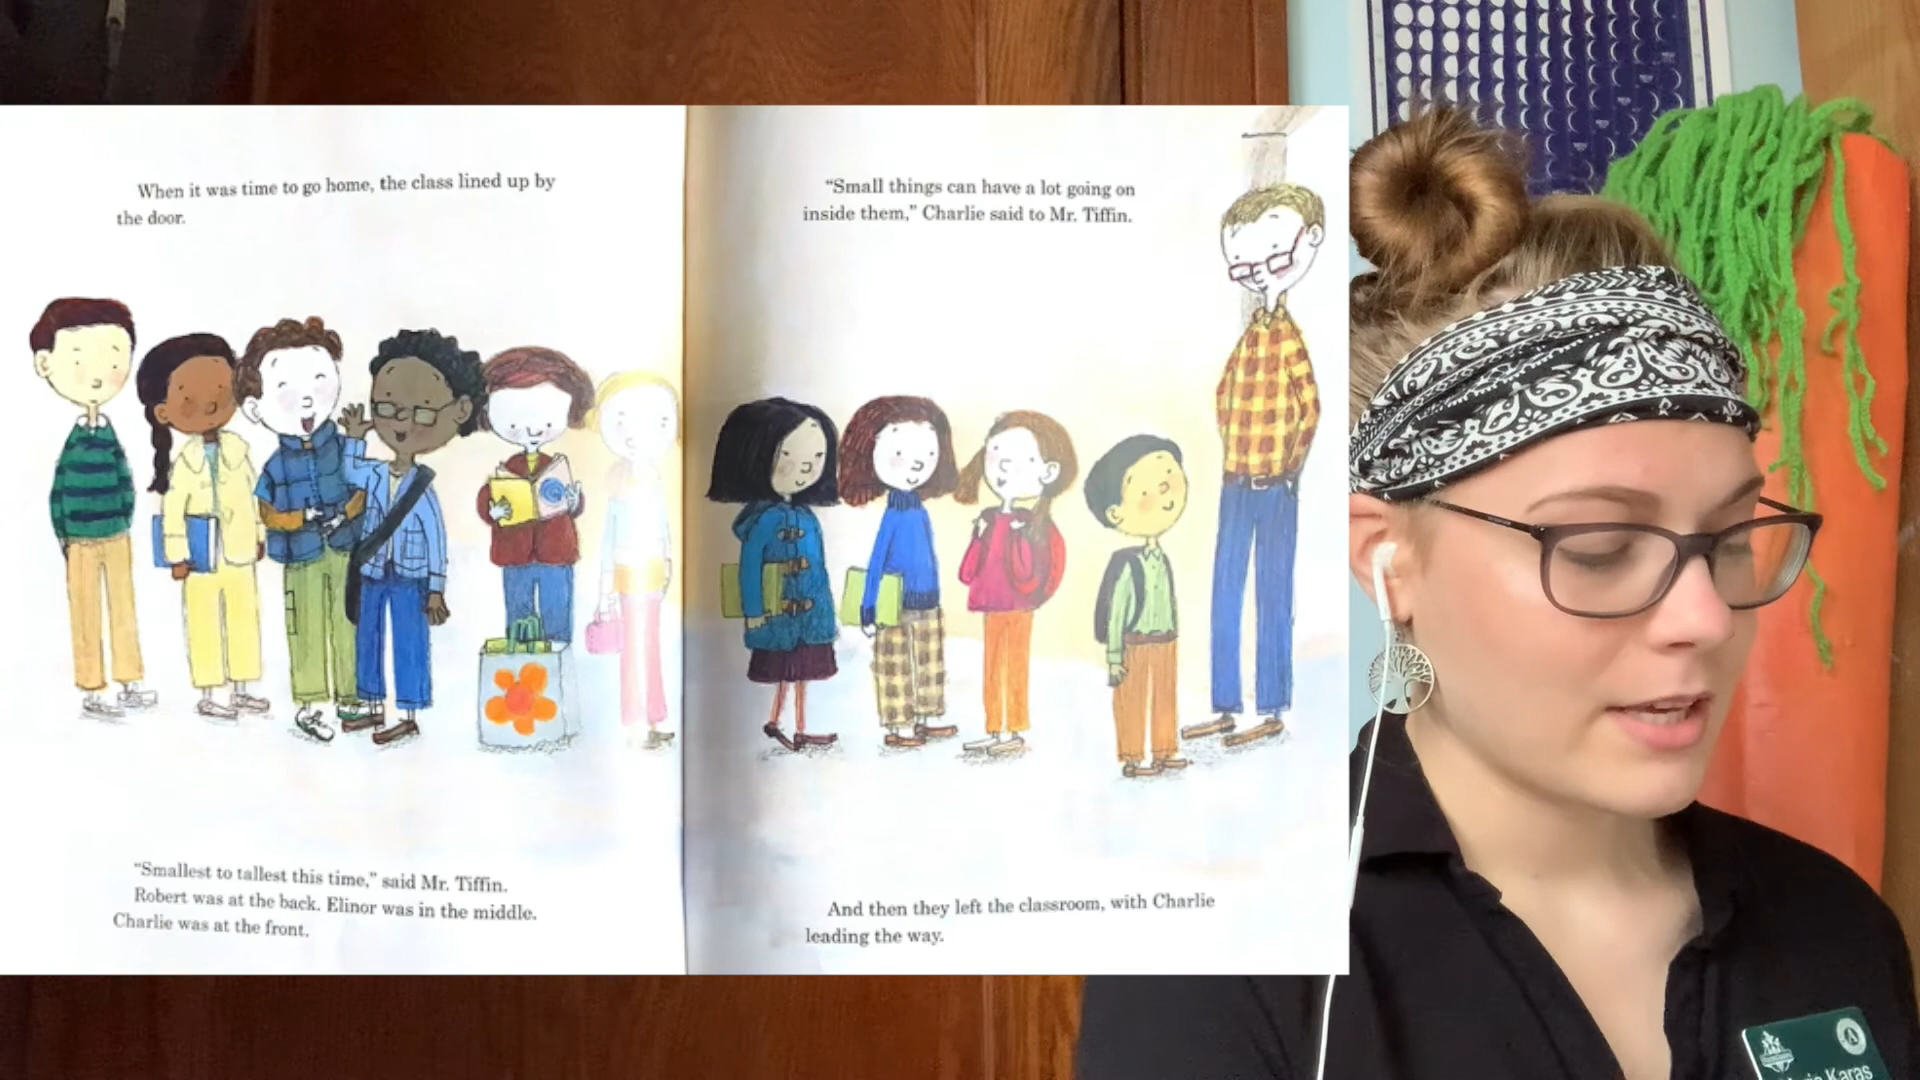 When it was time to go home, the class lined up by
the door.
"Smallest to tallest this time," said Mr. Tiffin.
Robert was at the back. Elinor was in the middle.
Charlie was at the front.
"Small things can have a lot going on
inside them," Charlie said to Mr. Tiffin.
And then they left the classroom, with Charlie
leading the way.
Karas